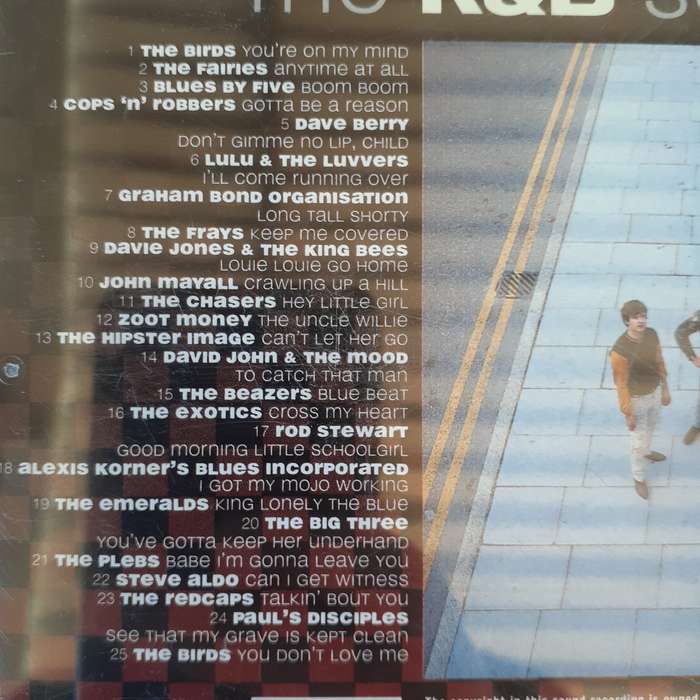 The R&B
1 THE BIRDS YOU'RE ON MY MIND
2 THE FAIRIES ANYTIME AT ALL
3 BLUES BY FIVE BOOM BOOM
4 COPS 'N' ROBBERS GOTTA BE A REASON
5 DAVE BERRY
DON'T GIMME NO LIP, CHILD
6 LULU & THE LUVVERS
I'LL COME RUNNING OVER
7 GRAHAM BOND ORGANISATION
LONG TALL SHORTY
8 THE FRAYS KEEP ME COVERED
9 DAVIE JONES & THE KING BEES
LOUIE LOUIE GO HOME
10 JOHN MAYALL CRAWLING UP A HILL
11 THE CHASERS HEY LITTLE GIRL
12 ZOOT MONEY THE UNCLE WILLIE
13 THE HIPSTER IMAGE CAN'T LET HER GO
14 DAVID JOHN & THE MOOD
TO CATCH THAT MAN
15 THE BEAZERS BLUE BEAT
16 THE EXOTICS CROSS MY HEART
17 ROD STEWART
GOOD MORNING LITTLE SCHOOLGIRL
18 ALEXIS KORNER'S BLUES INCORPORATED
I GOT MY MOJO WORKING
19 THE EMERALDS KING LONELY THE BLUE
20 THE BIG THREE
YOU'VE GOTTA KEEP HER UNDERHAND
21 THE PLEBS BABE I'M GONNA LEAVE YOU
22 STEVE ALDO CAN I GET WITNESS
23 THE REDCAPS TALKIN' BOUT YOU
24 PAUL'S DISCIPLES
SEE THAT MY GRAVE IS KEPT CLEAN
25 THE BIRDS YOU DON'T LOVE ME
The copyright in this sound recording is owned